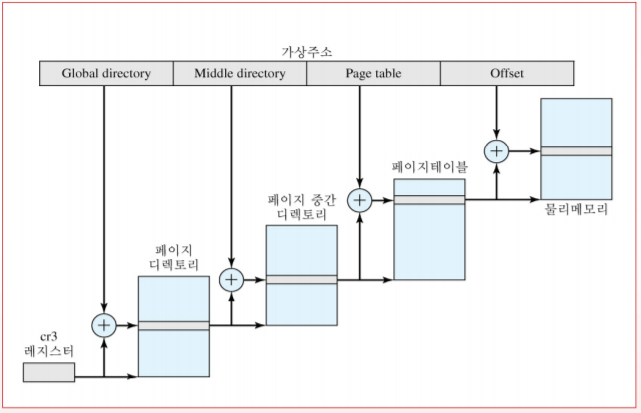 가상주소
Global directory
Middle directory
Page table
Offset
페이지테이블
물리메모리
페이지 중간
디렉토리
페이지
디렉토리
cr3
레지스터